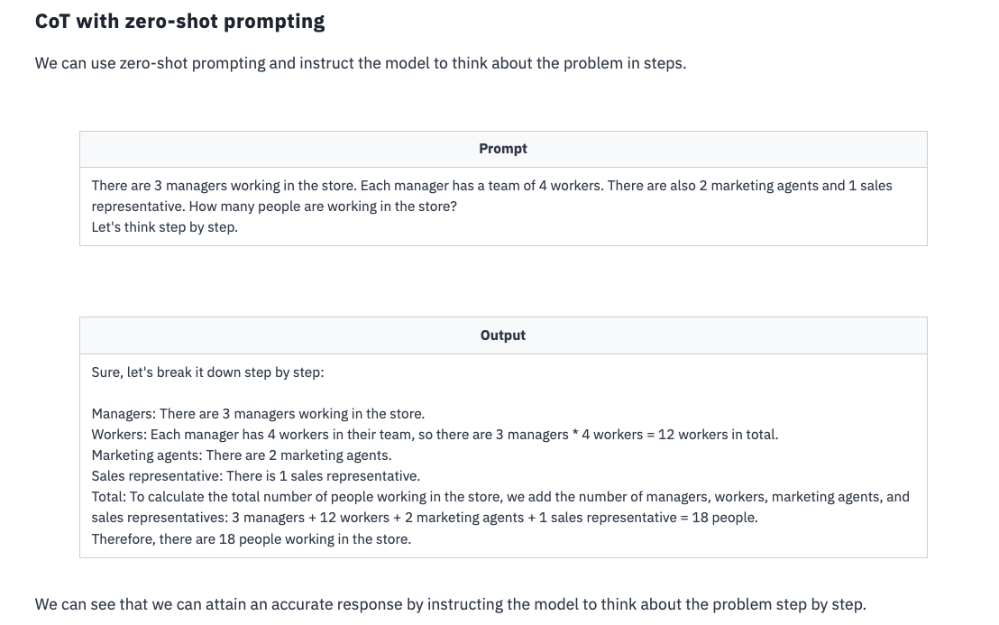 CoT with zero-shot prompting
We can use zero-shot prompting and instruct the model to think about the problem in steps.
Prompt
There are 3 managers working in the store. Each manager has a team of 4 workers. There are also 2 marketing agents and 1 sales
representative. How many people are working in the store?
Let's think step by step.
Output
Sure, let's break it down step by step:
Managers: There are 3 managers working in the store.
Workers: Each manager has 4 workers in their team, so there are 3 managers * 4 workers = 12 workers in total.
Marketing agents: There are 2 marketing agents.
Sales representative: There is 1 sales representative.
Total: To calculate the total number of people working in the store, we add the number of managers, workers, marketing agents, and
sales representatives: 3 managers + 12 workers + 2 marketing agents + 1 sales representative = 18 people.
Therefore, there are 18 people working in the store.
We can see that we can attain an accurate response by instructing the model to think about the problem step by step.